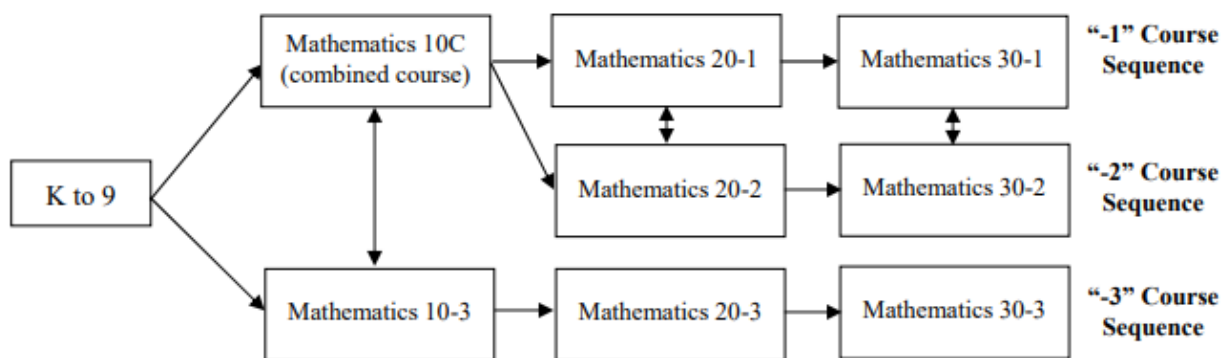 Mathematics 10C
(combined course)
Mathematics 20-1
Mathematics 30-1
“-1” Course
Sequence
K to 9
Mathematics 20-2
Mathematics 30-2
“-2” Course
Sequence
Mathematics 10-3
Mathematics 20-3
Mathematics 30-3
“-3” Course
Sequence